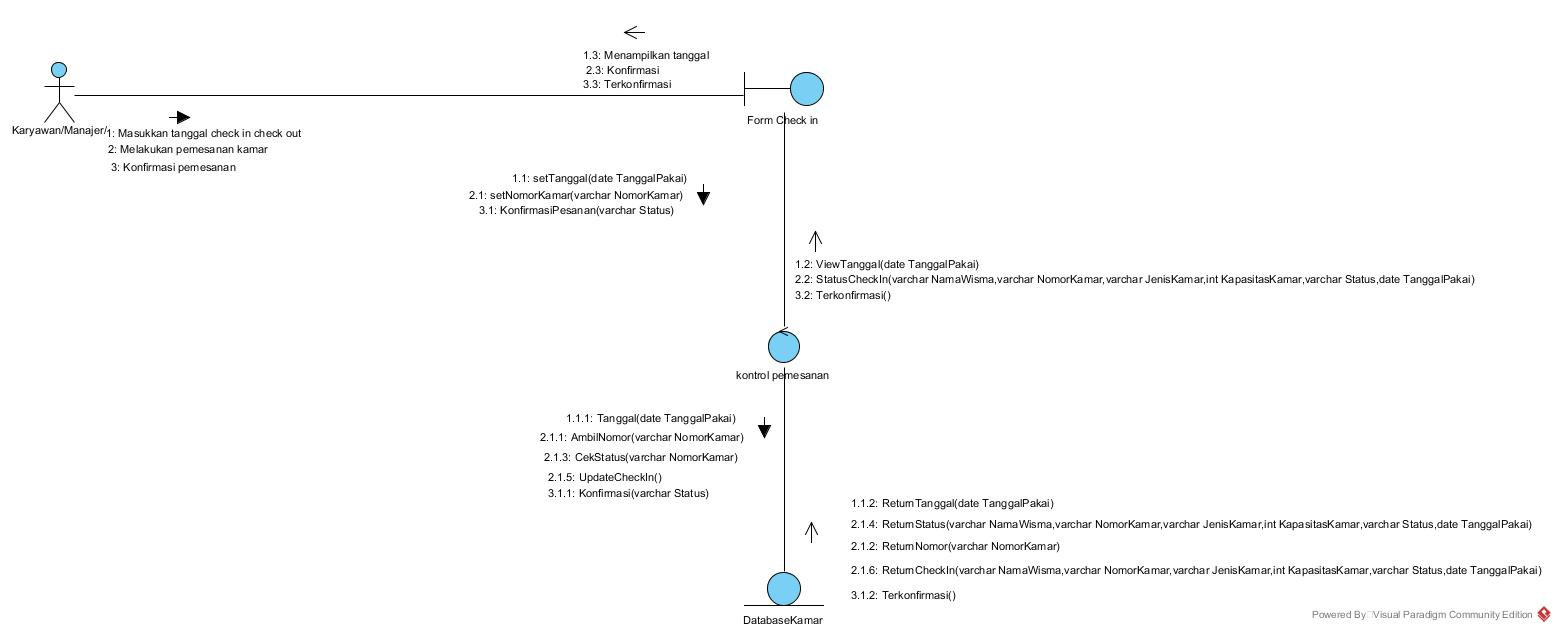 1.3: Menampilkan tanggal
2.3: Konfirmasi
3.3: Terkonfirmasi
Form Check in
Karyawan/Manajer/
1: Masukkan tanggal check in check out
2: Melakukan pemesanan kamar
3: Konfirmasi pemesanan
1.1: setTanggal(date TanggalPakai)
2.1: setNomorKamar(varchar NomorKamar)
3.1: KonfirmasiPesanan(varchar Status)
1.2: ViewTanggal(date TanggalPakai)
2.2: StatusCheckIn(varchar NamaWisma,varchar NomorKamar,varchar JenisKamar,int KapasitasKamar,varchar Status,date TanggalPakai)
3.2: Terkonfirmasi()
kontrol pemesanan
1.1.1: Tanggal(date TanggalPakai)
2.1.1: AmbilNomor(varchar NomorKamar)
2.1.3: CekStatus(varchar NomorKamar)
2.1.5: UpdateCheckIn()
3.1.1: Konfirmasi(varchar Status)
1.1.2: ReturnTanggal(date TanggalPakai)
2.1.4: ReturnStatus(varchar NamaWisma,varchar NomorKamar,varchar JenisKamar,int KapasitasKamar,varchar Status,date TanggalPakai)
2.1.2: ReturnNomor(varchar NomorKamar)
2.1.6: ReturnCheckIn(varchar NamaWisma,varchar NomorKamar,varchar JenisKamar,int KapasitasKamar,varchar Status,date TanggalPakai)
3.1.2: Terkonfirmasi()
DatabaseKamar
Powered By Visual Paradigm Community Edition